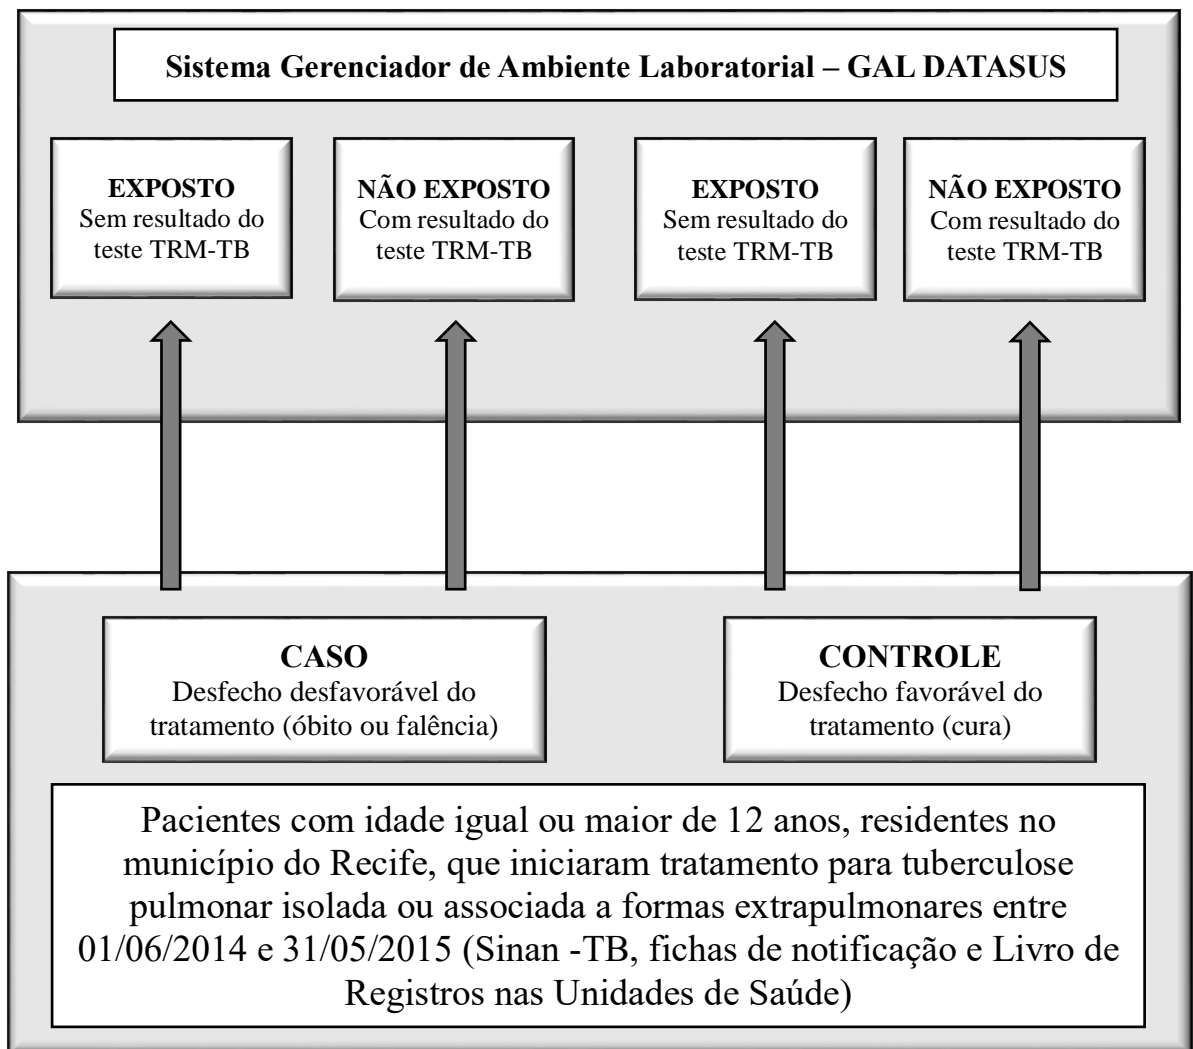 Sistema Gerenciador de Ambiente Laboratorial – GAL DATASUS
EXPOSTO
Sem resultado do
teste TRM-TB
NÃO EXPOSTO
Com resultado do
teste TRM-TB
EXPOSTO
Sem resultado do
teste TRM-TB
NÃO EXPOSTO
Com resultado do
teste TRM-TB
CASO
Desfecho desfavorável do
tratamento (óbito ou falência)
CONTROLE
Desfecho favorável do
tratamento (cura)
Pacientes com idade igual ou maior de 12 anos, residentes no
município do Recife, que iniciaram tratamento para tuberculose
pulmonar isolada ou associada a formas extrapulmonares entre
01/06/2014 e 31/05/2015 (Sinan -TB, fichas de notificação e Livro de
Registros nas Unidades de Saúde)